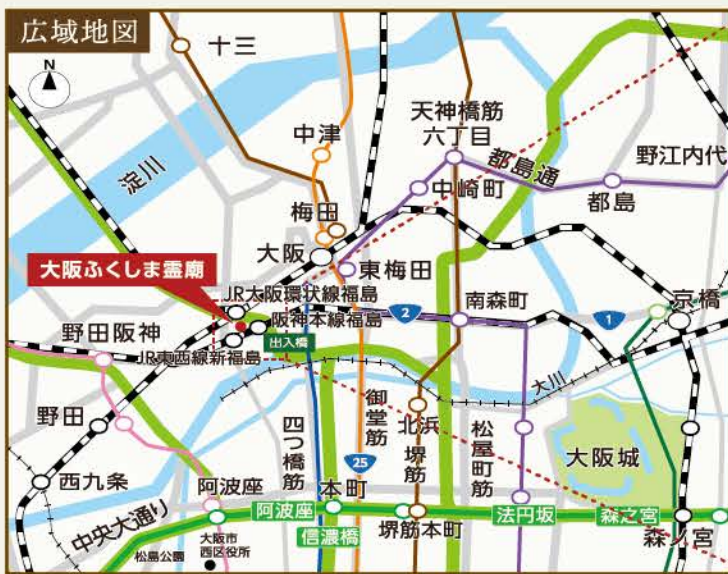 広域地図
N
十三
中津
天神橋筋
六丁目
都島通
野江内代
淀川
梅田
中崎町
都島
大阪
東梅田
大阪ふくしま霊廟
JR大阪環状線福島
2
南森町
1
京橋
野田阪神
阪神本線福島
出入橋
JR東西線新福島
大川
野田
四つ橋筋
御堂筋
北浜
堺筋
松屋町筋
大阪城
25
西九条
阿波座
本町
中央大通り
阿波座
信濃橋
堺筋本町
法円坂
森之宮
森ノ宮
松島公園
大阪市
西区役所